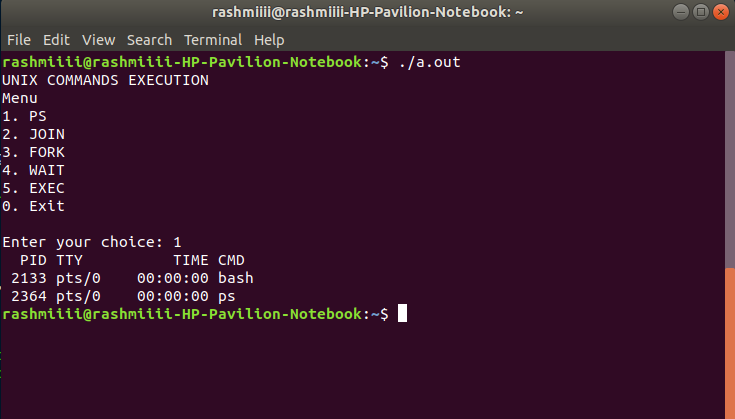 rashmiiii@rashmiiii-HP-Pavilion-Notebook: ~
File Edit View Search Terminal Help
rashmiiii@rashmiiii-HP-Pavilion-Notebook:~$ ./a.out
UNIX COMMANDS EXECUTION
Menu
1. PS
2. JOIN
3. FORK
4. WAIT
5. EXEC
0. Exit
Enter your choice: 1
  PID TTY          TIME CMD
 2133 pts/0    00:00:00 bash
 2364 pts/0    00:00:00 ps
rashmiiii@rashmiiii-HP-Pavilion-Notebook:~$